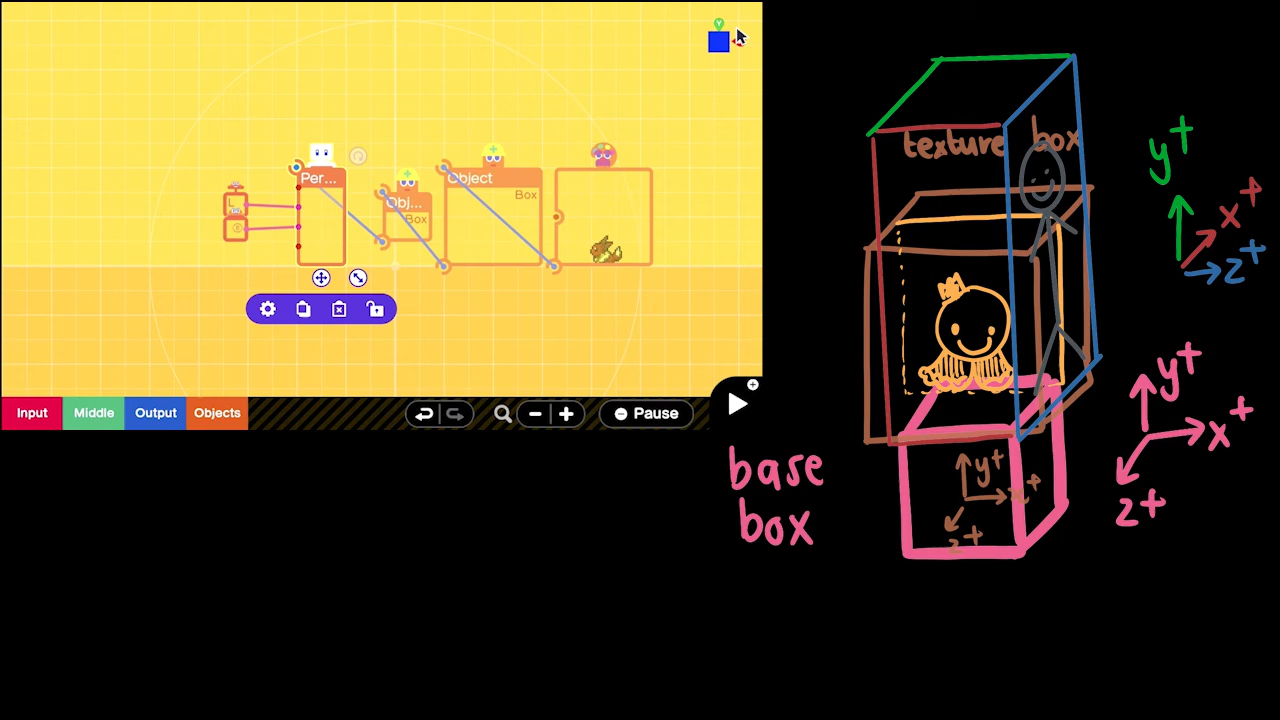 Y
Per...
Obj...
Box
Object
Box
L
B
Input
Middle
Output
Objects
Pause
texture box
y+
x+
z+
y+
x+
z+
base
box
y+
x+
z+